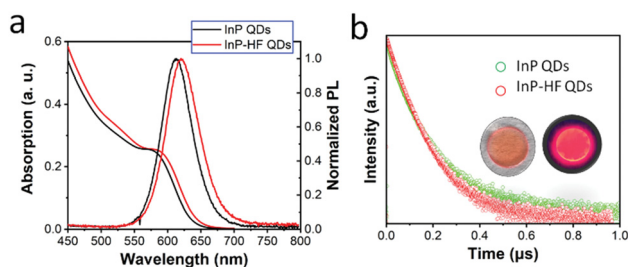 a
InP QDs
InP-HF QDs
0.6
0.4
0.2
0.0
Absorption (a. u.)
1.0
0.8
0.6
0.4
0.2
0.0
Normalized PL
450 500 550 600 650 700 750 800
Wavelength (nm)
b
InP QDs
InP-HF QDs
Intensity (a.u.)
0.0 0.2 0.4 0.6 0.8 1.0
Time (μs)